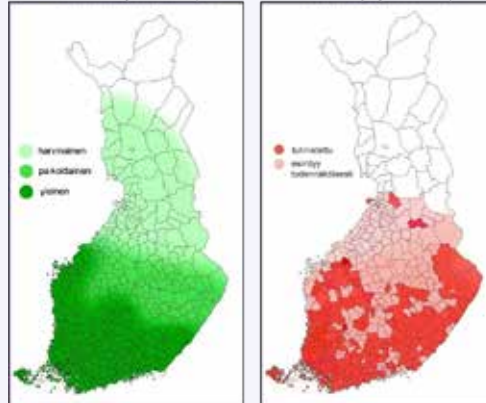 harvinainen
paikoittainen
yleinen
tunnistettu
esiintyy
todennäköisesti